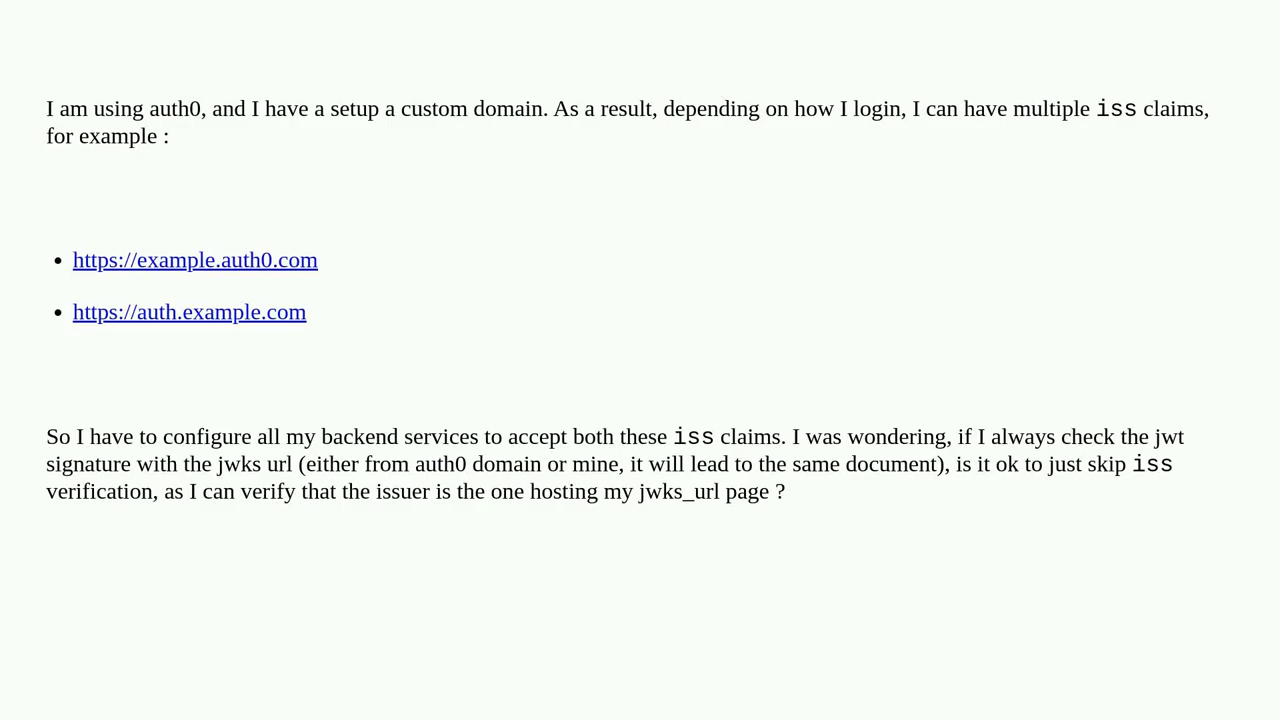 I am using auth0, and I have a setup a custom domain. As a result, depending on how I login, I can have multiple iss claims,
for example :
• https://example.auth0.com
• https://auth.example.com
So I have to configure all my backend services to accept both these iss claims. I was wondering, if I always check the jwt
signature with the jwks url (either from auth0 domain or mine, it will lead to the same document), is it ok to just skip iss
verification, as I can verify that the issuer is the one hosting my jwks_url page ?